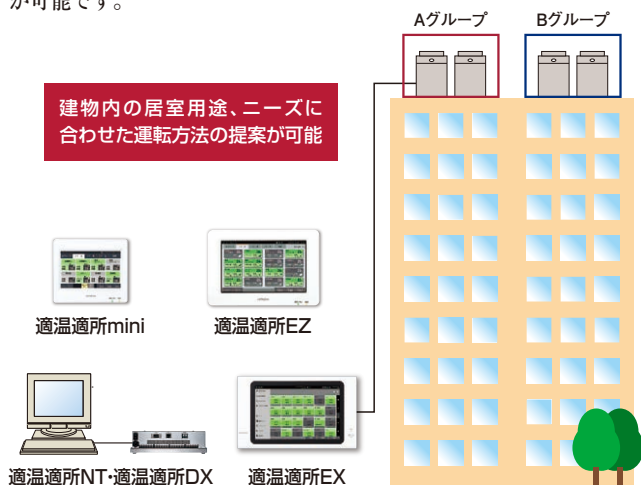 が可能です。
Aグループ
Bグループ
建物内の居室用途、ニーズに
合わせた運転方法の提案が可能
適温適所mini
適温適所EZ
適温適所NT・適温適所DX
適温適所EX